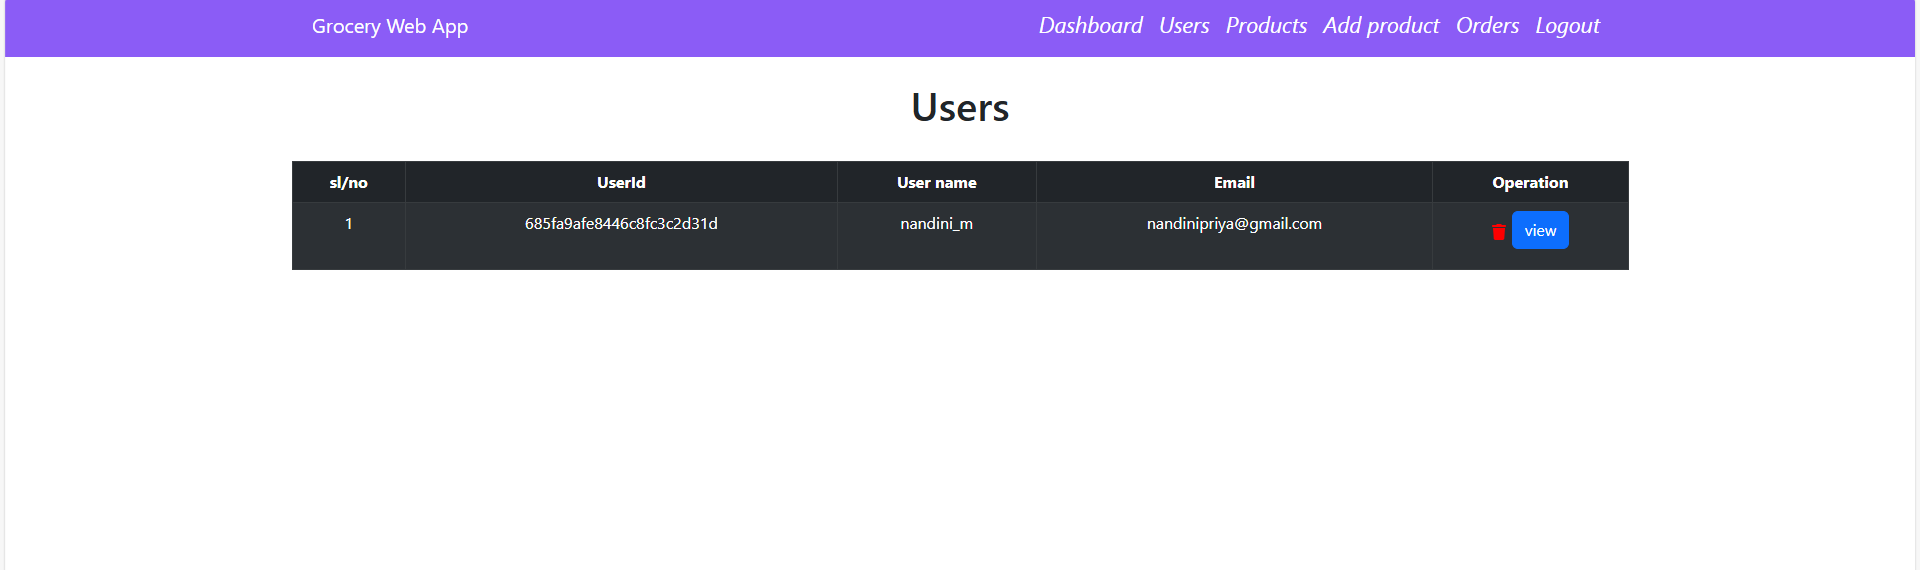 Grocery Web App Dashboard Users Products Add product Orders Logout
Users
sl/no UserId User name Email Operation
1 685fa9afe8446c8fc3c2d31d nandini_m nandinipriya@gmail.com view